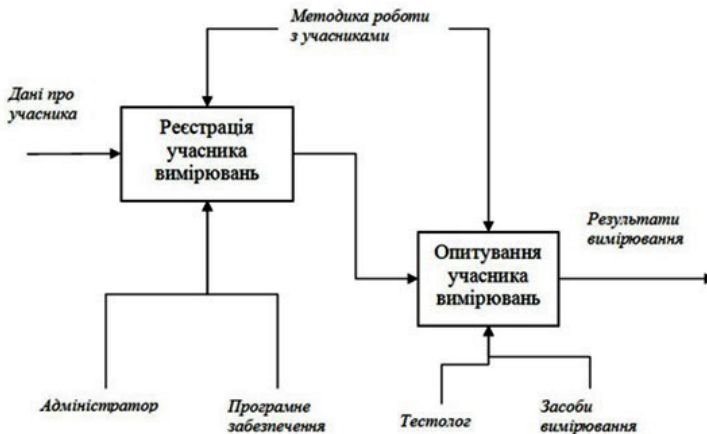 Методика роботи
з учасниками
Дані про
учасника
Реєстрація
учасника
вимірювань
Результати
вимірювання
Опитування
учасника
вимірювань
Адміністратор
Програмне
забезпечення
Тестолог
Засоби
вимірювання